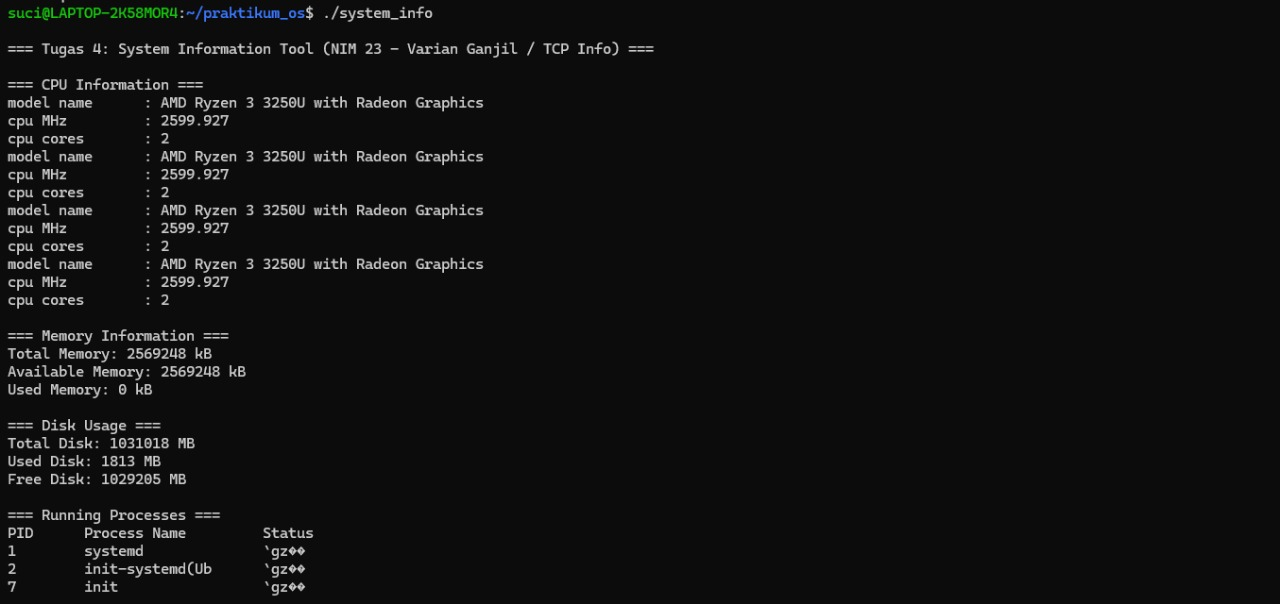 suci@LAPTOP-2K58MOR4:~/praktikum_os$ ./system_info
=== Tugas 4: System Information Tool (NIM 23 - Varian Ganjil / TCP Info) ===
=== CPU Information ===
model name      : AMD Ryzen 3 3250U with Radeon Graphics
cpu MHz         : 2599.927
cpu cores       : 2
model name      : AMD Ryzen 3 3250U with Radeon Graphics
cpu MHz         : 2599.927
cpu cores       : 2
model name      : AMD Ryzen 3 3250U with Radeon Graphics
cpu MHz         : 2599.927
cpu cores       : 2
model name      : AMD Ryzen 3 3250U with Radeon Graphics
cpu MHz         : 2599.927
cpu cores       : 2
=== Memory Information ===
Total Memory: 2569248 kB
Available Memory: 2569248 kB
Used Memory: 0 kB
=== Disk Usage ===
Total Disk: 1031018 MB
Used Disk: 1813 MB
Free Disk: 1029205 MB
=== Running Processes ===
PID      Process Name         Status
1        systemd              `gz��
2        init-systemd(Ub      `gz��
7        init                 `gz��